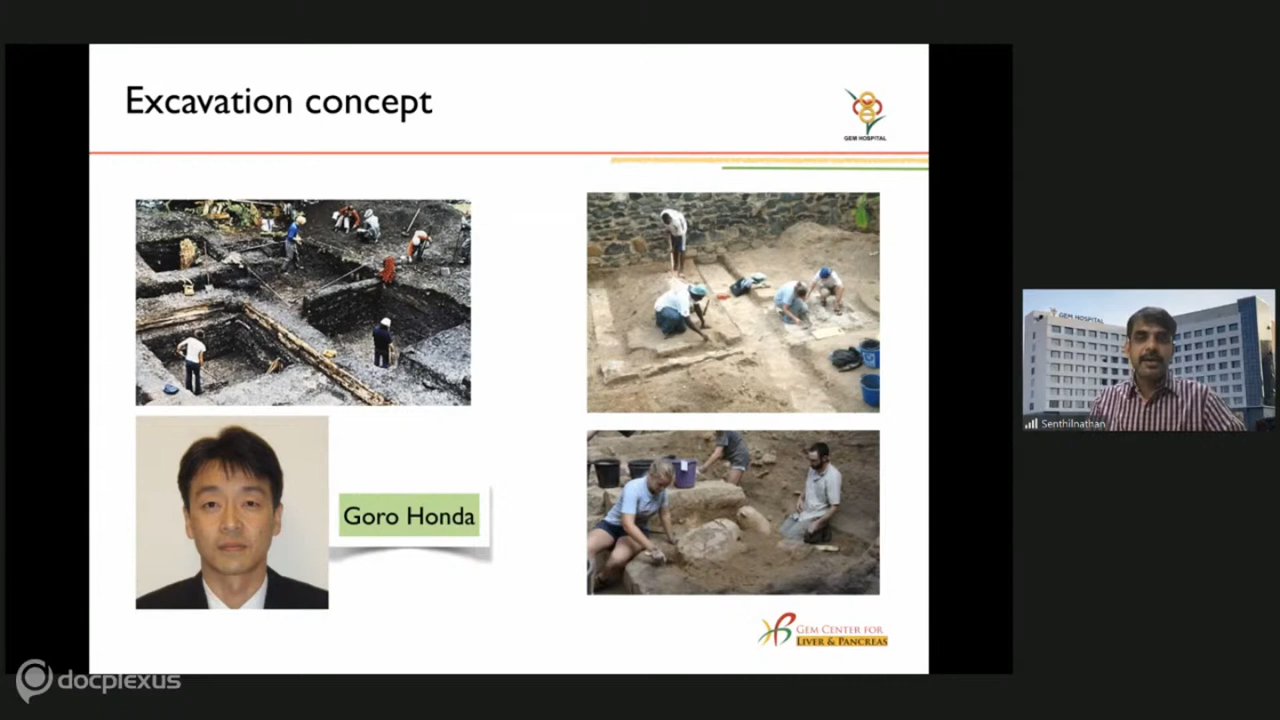 Excavation concept
GEM HOSPITAL
Goro Honda
GEM CENTER FOR
LIVER & PANCREAS
GEM HOSPITAL
Senthilnathan
docplexus